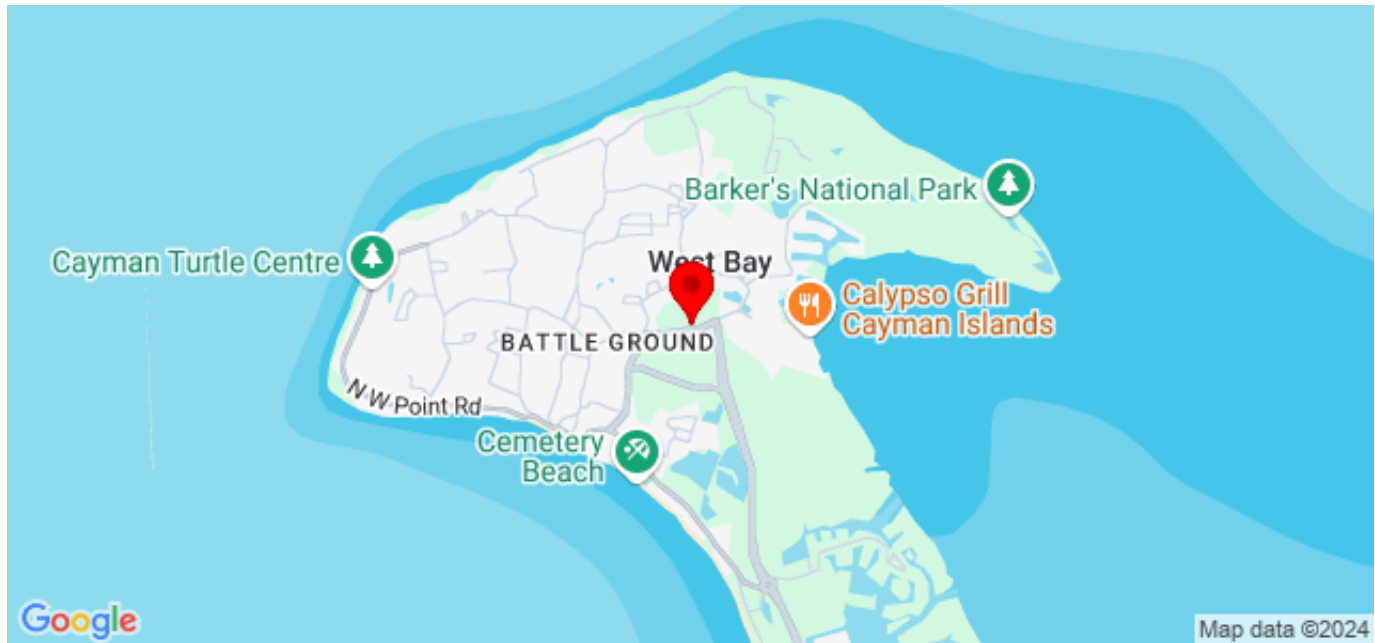 Barker's National Park
Cayman Turtle Centre
West Bay
Calypso Grill
Cayman Islands
BATTLE GROUND
N W Point Rd
Cemetery
Beach
Google
Map data ©2024